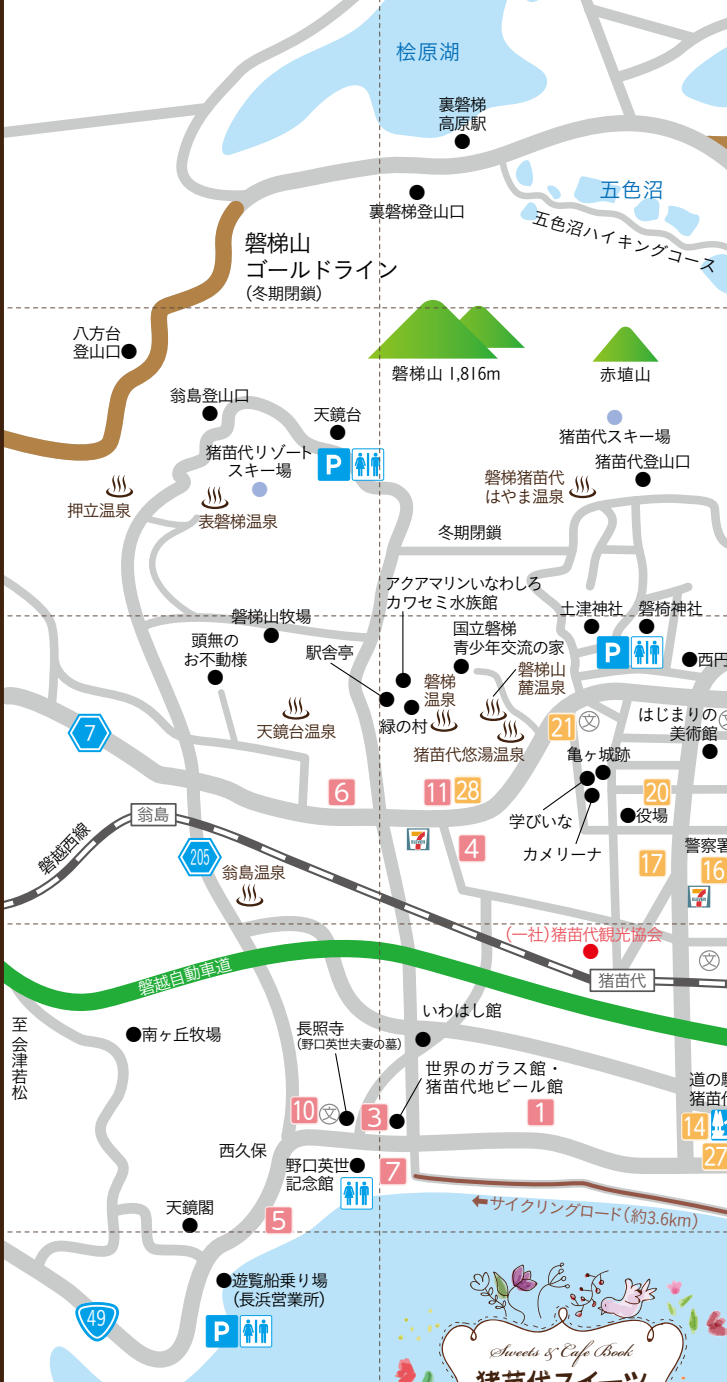 桧原湖
裏磐梯
高原駅
五色沼
裏磐梯登山口
五色沼ハイキングコース
磐梯山
ゴールドライン
(冬期閉鎖)
八方台
登山口
磐梯山 1,816m
赤埴山
翁島登山口
天鏡台
猪苗代スキー場
猪苗代リゾート
スキー場
P
猪苗代登山口
磐梯猪苗代
はやま温泉
押立温泉
表磐梯温泉
冬期閉鎖
アクアマリンいなわしろ
カワセミ水族館
土津神社
磐椅神社
磐梯山牧場
国立磐梯
青少年交流の家
頭無の
お不動様
駅舎亭
P
西円
磐梯
温泉
磐梯山
麓温泉
天鏡台温泉
緑の村
猪苗代悠湯温泉
21
文
はじまりの
美術館
文
7
亀ヶ城跡
6
11
28
20
学びいな
役場
翁島
磐越西線
205
翁島温泉
4
カメリーナ
17
警察署
16
7
ELEVEN
7
(一社)猪苗代観光協会
猪苗代
文
磐越自動車道
至 会津若松
南ヶ丘牧場
長照寺
(野口英世夫妻の墓)
いわはし館
世界のガラス館・
猪苗代地ビール館
10
文
3
1
道の駅
猪苗代
14
27
西久保
野口英世
記念館
7
サイクリングロード(約3.6km)
天鏡閣
5
遊覧船乗り場
(長浜営業所)
P
49
Sweets & Cafe Book
猪苗代スイーツ